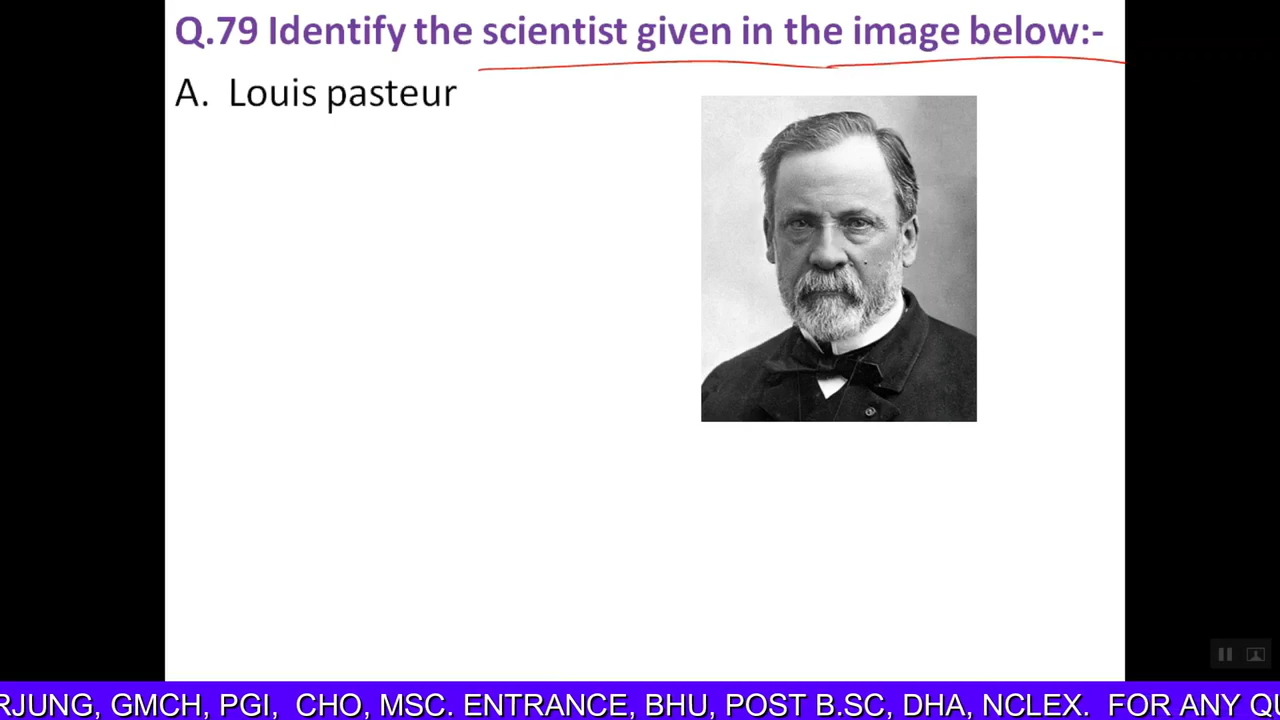 Q.79 Identify the scientist given in the image below:-
A. Louis pasteur
RJUNG, GMCH, PGI, CHO, MSC. ENTRANCE, BHU, POST B.SC, DHA, NCLEX. FOR ANY QU